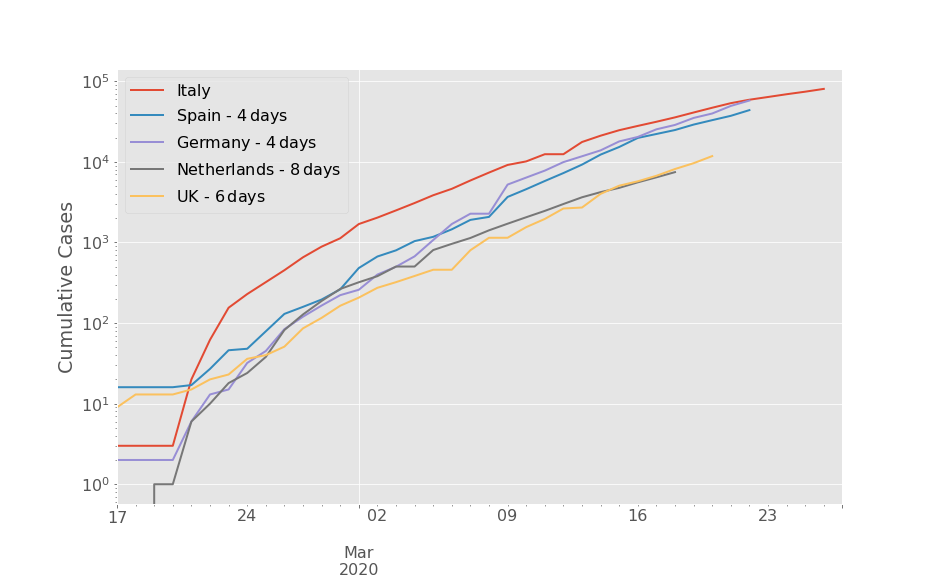 10^5
10^4
10^3
10^2
10^1
10^0
Cumulative Cases
Italy
Spain - 4 days
Germany - 4 days
Netherlands - 8 days
UK - 6 days
17
24
02
09
16
23
Mar
2020